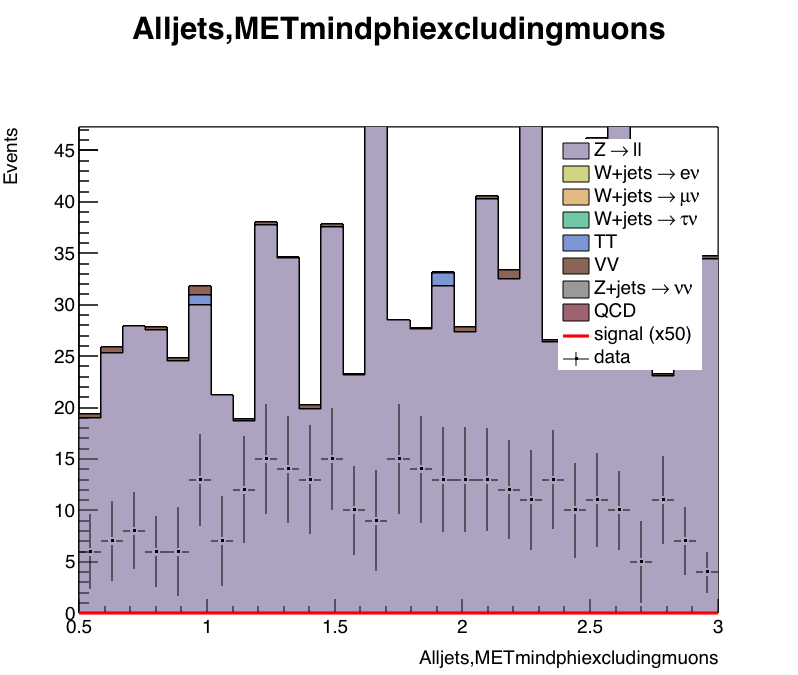 Alljets,METmindphiexcludingmuons
Events
45
40
35
30
25
20
15
10
5
0
Z → ll
W+jets → eν
W+jets → μν
W+jets → τν
TT
VV
Z+jets → νν
QCD
signal (x50)
data
0.5 1 1.5 2 2.5 3
Alljets,METmindphiexcludingmuons